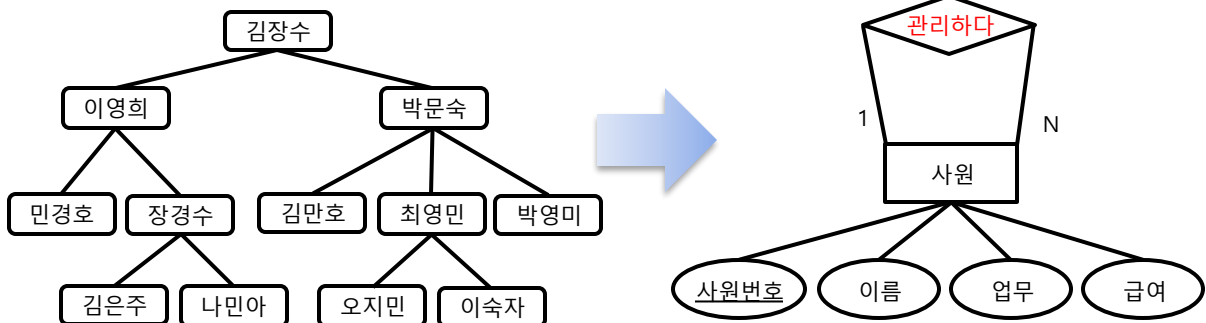 김장수
이영희
박문숙
민경호
장경수
김만호
최영민
박영미
김은주
나민아
오지민
이숙자
관리하다
1
N
사원
사원번호
이름
업무
급여